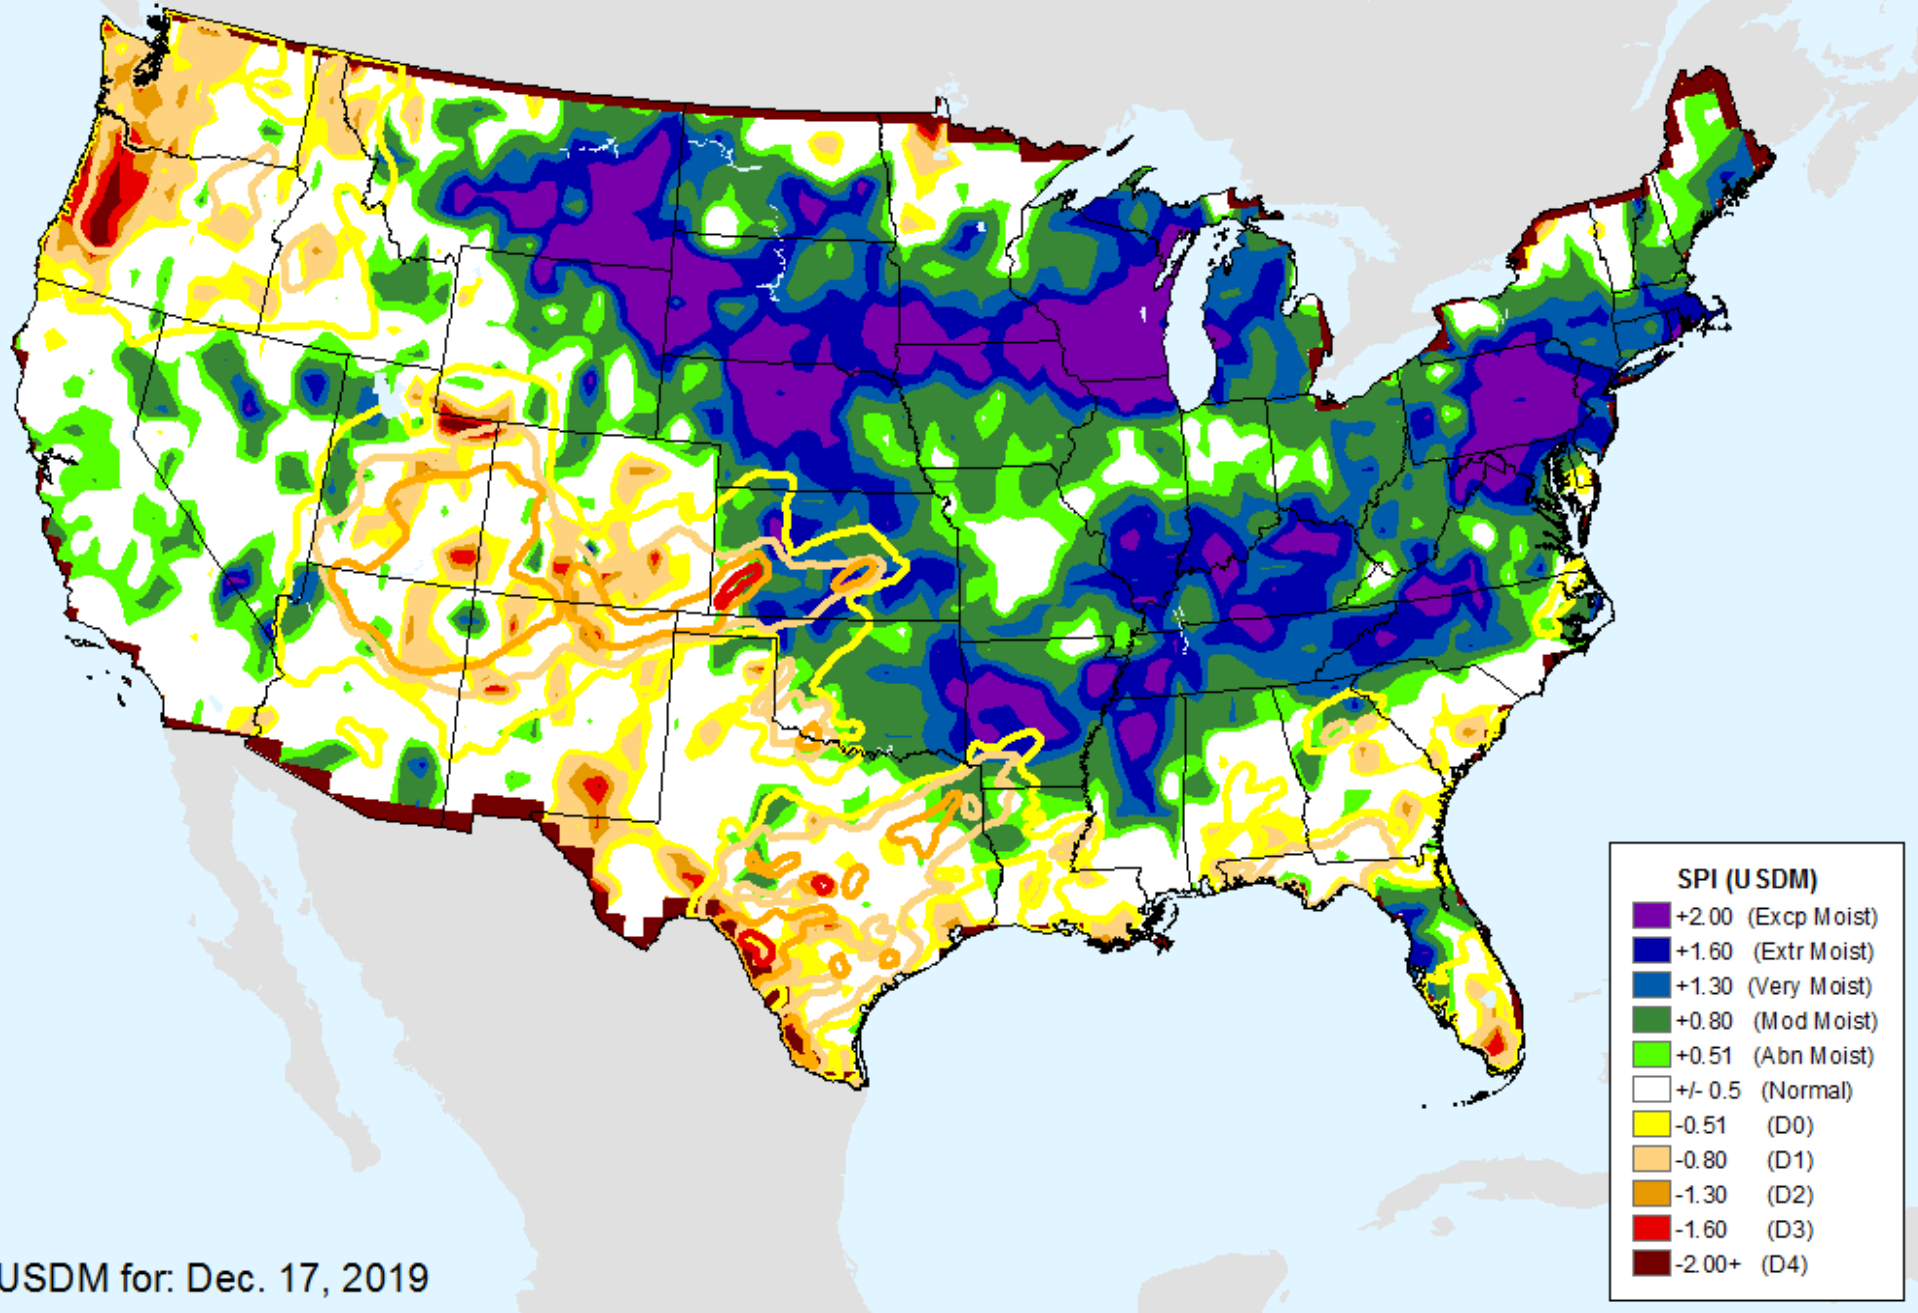 SPI (USDM)
+2.00 (Excp Moist)
+1.60 (Extr Moist)
+1.30 (Very Moist)
+0.80 (Mod Moist)
+0.51 (Abn Moist)
+/- 0.5 (Normal)
-0.51 (D0)
-0.80 (D1)
-1.30 (D2)
-1.60 (D3)
-2.00+ (D4)
USDM for: Dec. 17, 2019